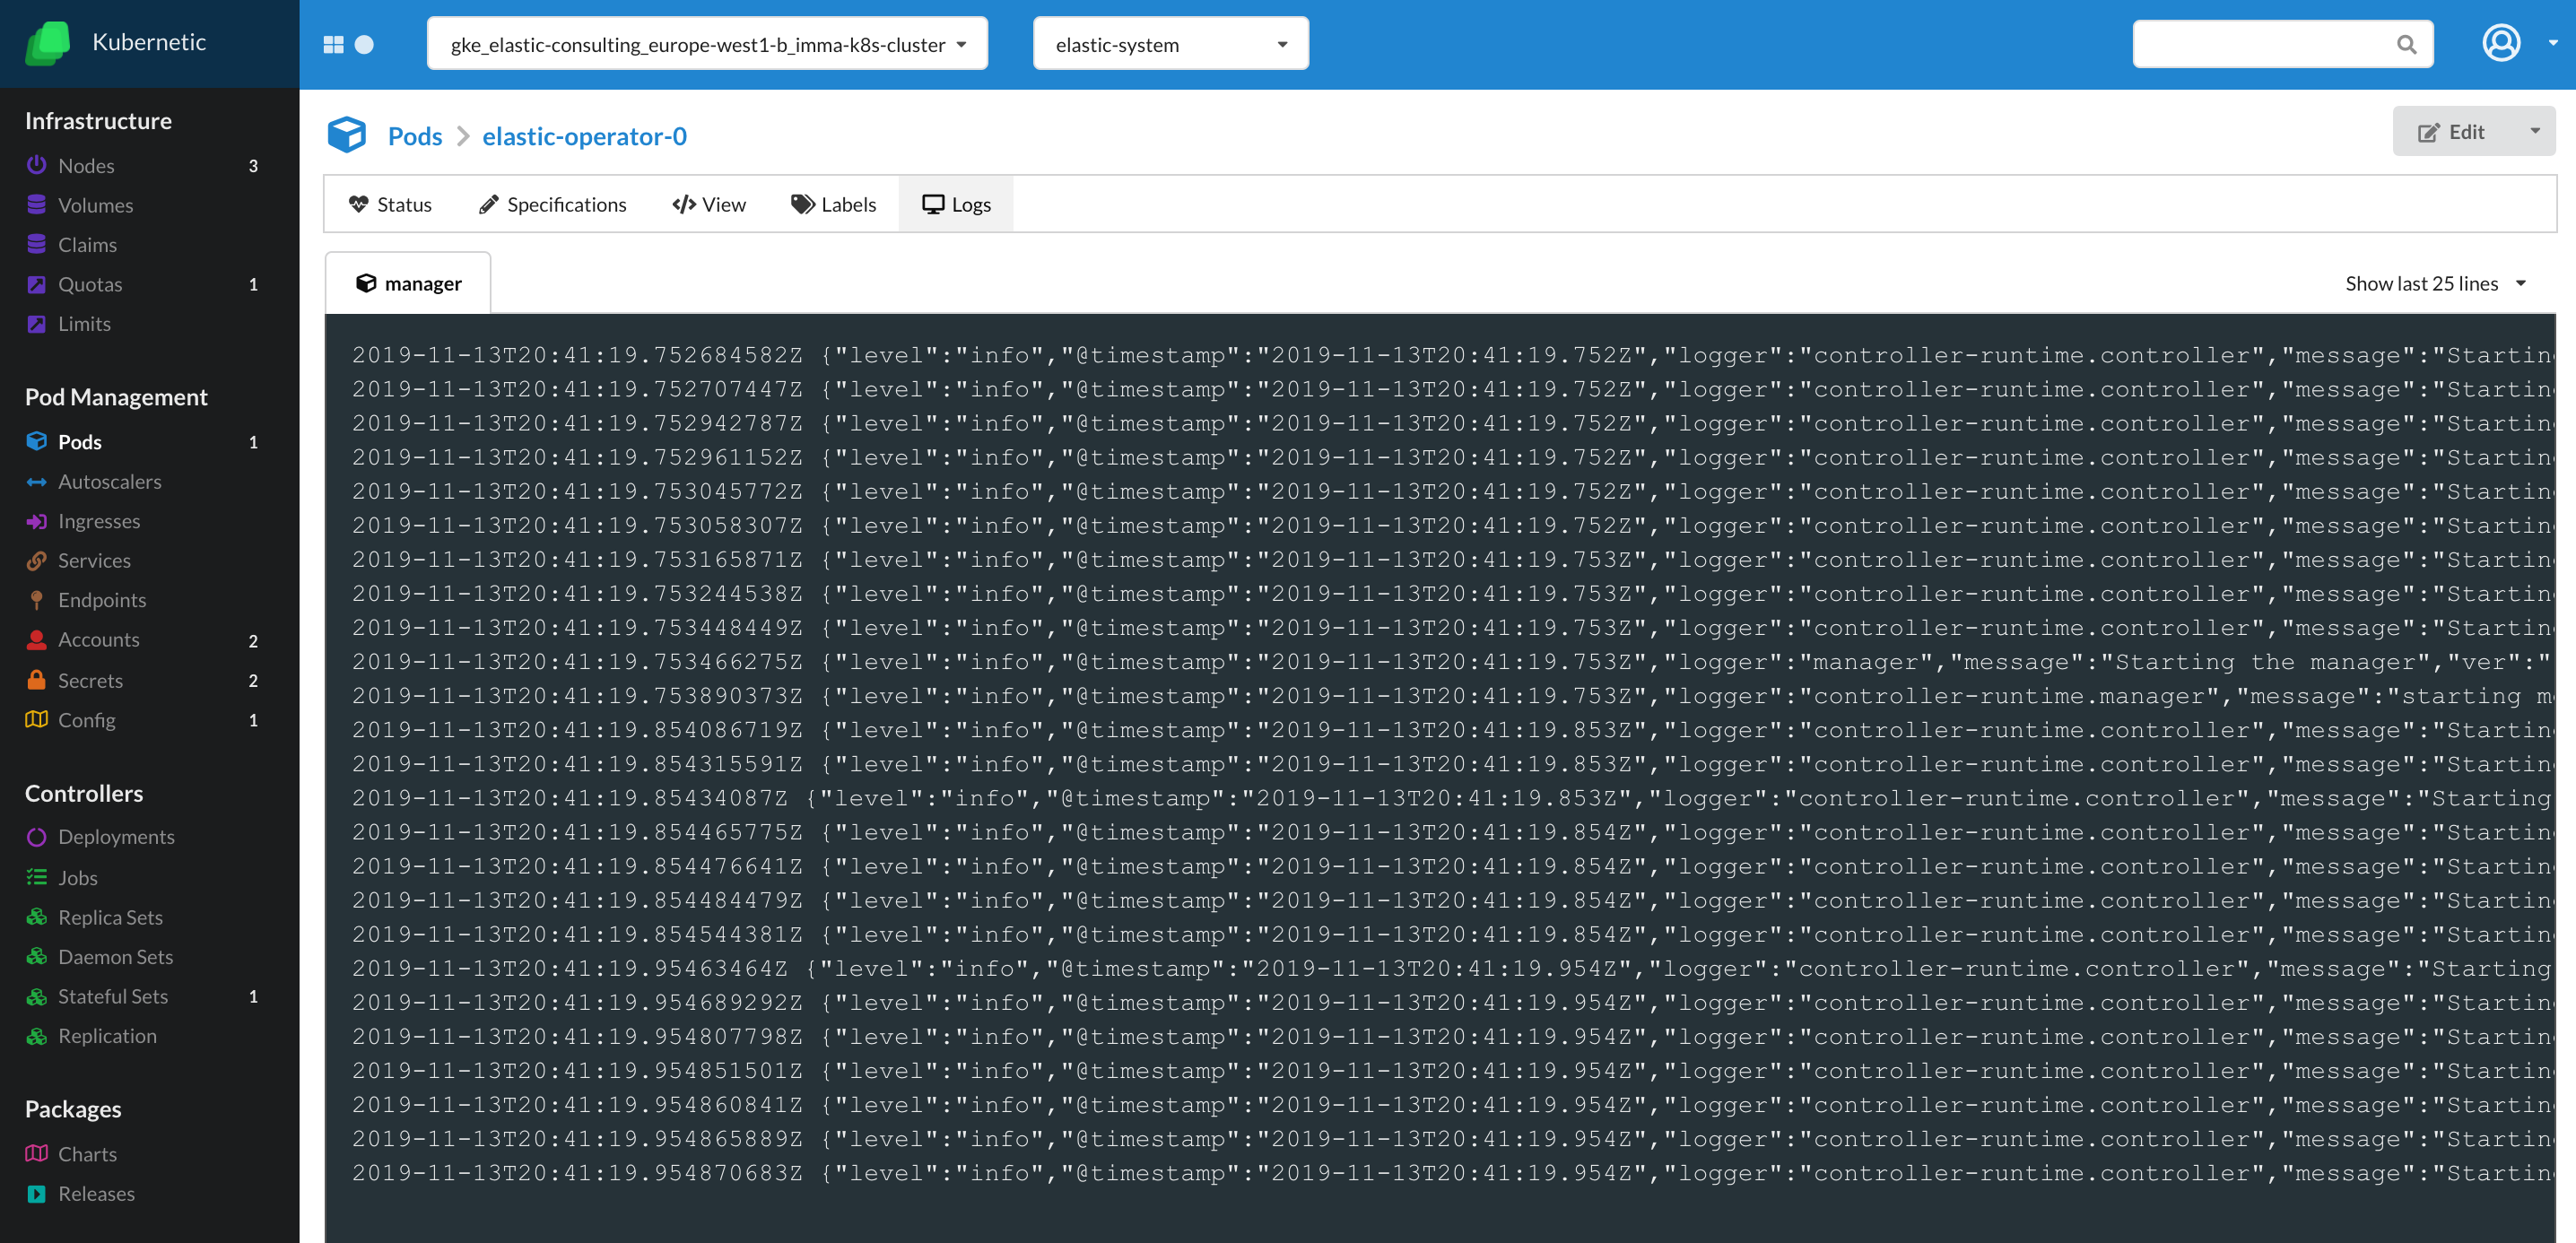 Kubernetic
gke_elastic-consulting_europe-west1-b_imma-k8s-cluster
elastic-system
Infrastructure
Nodes 3
Volumes
Claims
Quotas 1
Limits
Pod Management
Pods 1
Autoscalers
Ingresses
Services
Endpoints
Accounts 2
Secrets 2
Config 1
Controllers
Deployments
Jobs
Replica Sets
Daemon Sets
Stateful Sets 1
Replication
Packages
Charts
Releases
Pods elastic-operator-0
Edit
Status Specifications View Labels Logs
manager
Show last 25 lines
2019-11-13T20:41:19.752684582Z {"level":"info","@timestamp":"2019-11-13T20:41:19.752Z","logger":"controller-runtime.controller","message":"Starting
2019-11-13T20:41:19.752707447Z {"level":"info","@timestamp":"2019-11-13T20:41:19.752Z","logger":"controller-runtime.controller","message":"Starting
2019-11-13T20:41:19.752942787Z {"level":"info","@timestamp":"2019-11-13T20:41:19.752Z","logger":"controller-runtime.controller","message":"Starting
2019-11-13T20:41:19.752961152Z {"level":"info","@timestamp":"2019-11-13T20:41:19.752Z","logger":"controller-runtime.controller","message":"Starting
2019-11-13T20:41:19.753045772Z {"level":"info","@timestamp":"2019-11-13T20:41:19.752Z","logger":"controller-runtime.controller","message":"Starting
2019-11-13T20:41:19.753058307Z {"level":"info","@timestamp":"2019-11-13T20:41:19.752Z","logger":"controller-runtime.controller","message":"Starting
2019-11-13T20:41:19.753165871Z {"level":"info","@timestamp":"2019-11-13T20:41:19.753Z","logger":"controller-runtime.controller","message":"Starting
2019-11-13T20:41:19.753244538Z {"level":"info","@timestamp":"2019-11-13T20:41:19.753Z","logger":"controller-runtime.controller","message":"Starting
2019-11-13T20:41:19.753448449Z {"level":"info","@timestamp":"2019-11-13T20:41:19.753Z","logger":"controller-runtime.controller","message":"Starting
2019-11-13T20:41:19.753466275Z {"level":"info","@timestamp":"2019-11-13T20:41:19.753Z","logger":"manager","message":"Starting the manager","ver":"
2019-11-13T20:41:19.753890373Z {"level":"info","@timestamp":"2019-11-13T20:41:19.753Z","logger":"controller-runtime.manager","message":"starting m
2019-11-13T20:41:19.854086719Z {"level":"info","@timestamp":"2019-11-13T20:41:19.853Z","logger":"controller-runtime.controller","message":"Starting
2019-11-13T20:41:19.854315591Z {"level":"info","@timestamp":"2019-11-13T20:41:19.853Z","logger":"controller-runtime.controller","message":"Starting
2019-11-13T20:41:19.85434087Z {"level":"info","@timestamp":"2019-11-13T20:41:19.853Z","logger":"controller-runtime.controller","message":"Starting
2019-11-13T20:41:19.854465775Z {"level":"info","@timestamp":"2019-11-13T20:41:19.854Z","logger":"controller-runtime.controller","message":"Starting
2019-11-13T20:41:19.854476641Z {"level":"info","@timestamp":"2019-11-13T20:41:19.854Z","logger":"controller-runtime.controller","message":"Starting
2019-11-13T20:41:19.854484479Z {"level":"info","@timestamp":"2019-11-13T20:41:19.854Z","logger":"controller-runtime.controller","message":"Starting
2019-11-13T20:41:19.854544381Z {"level":"info","@timestamp":"2019-11-13T20:41:19.854Z","logger":"controller-runtime.controller","message":"Starting
2019-11-13T20:41:19.95463464Z {"level":"info","@timestamp":"2019-11-13T20:41:19.954Z","logger":"controller-runtime.controller","message":"Starting
2019-11-13T20:41:19.954689292Z {"level":"info","@timestamp":"2019-11-13T20:41:19.954Z","logger":"controller-runtime.controller","message":"Starting
2019-11-13T20:41:19.954807798Z {"level":"info","@timestamp":"2019-11-13T20:41:19.954Z","logger":"controller-runtime.controller","message":"Starting
2019-11-13T20:41:19.954851501Z {"level":"info","@timestamp":"2019-11-13T20:41:19.954Z","logger":"controller-runtime.controller","message":"Starting
2019-11-13T20:41:19.954860841Z {"level":"info","@timestamp":"2019-11-13T20:41:19.954Z","logger":"controller-runtime.controller","message":"Starting
2019-11-13T20:41:19.954865889Z {"level":"info","@timestamp":"2019-11-13T20:41:19.954Z","logger":"controller-runtime.controller","message":"Starting
2019-11-13T20:41:19.954870683Z {"level":"info","@timestamp":"2019-11-13T20:41:19.954Z","logger":"controller-runtime.controller","message":"Starting